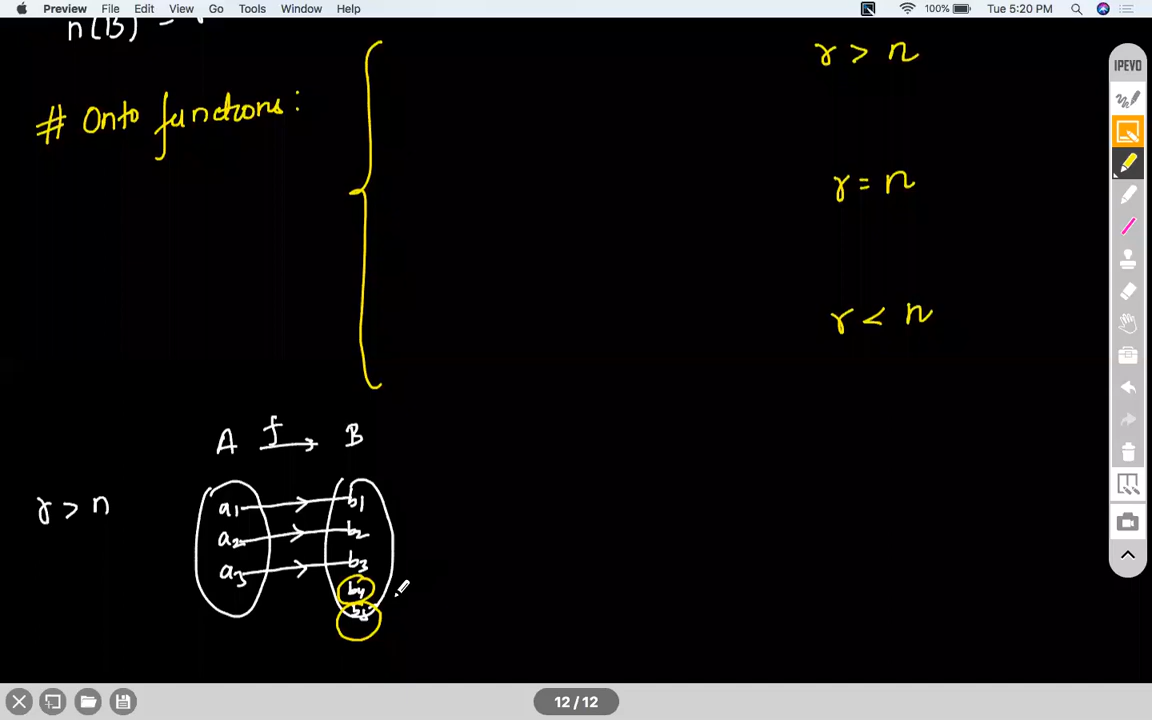 Preview File Edit View Go Tools Window Help 100% Tue 5:20 PM
n(B) =
r > n
IPEVO
# Onto functions:
r = n
r < n
A f B
r > n
a1 b1
a2 b2
a3 b3
b4
b5
12/12